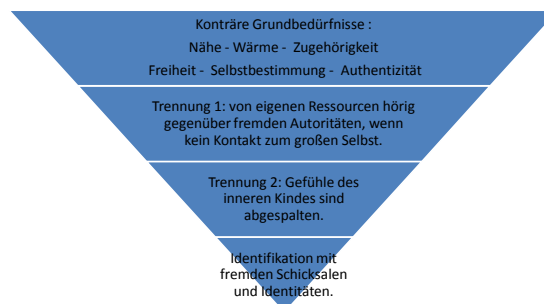 Konträre Grundbedürfnisse :
Nähe - Wärme - Zugehörigkeit
Freiheit - Selbstbestimmung - Authentizität
Trennung 1: von eigenen Ressourcen hörig
gegenüber fremden Autoritäten, wenn
kein Kontakt zum großen Selbst.
Trennung 2: Gefühle des
inneren Kindes sind
abgespalten.
Identifikation mit
fremden Schicksalen
und Identitäten.